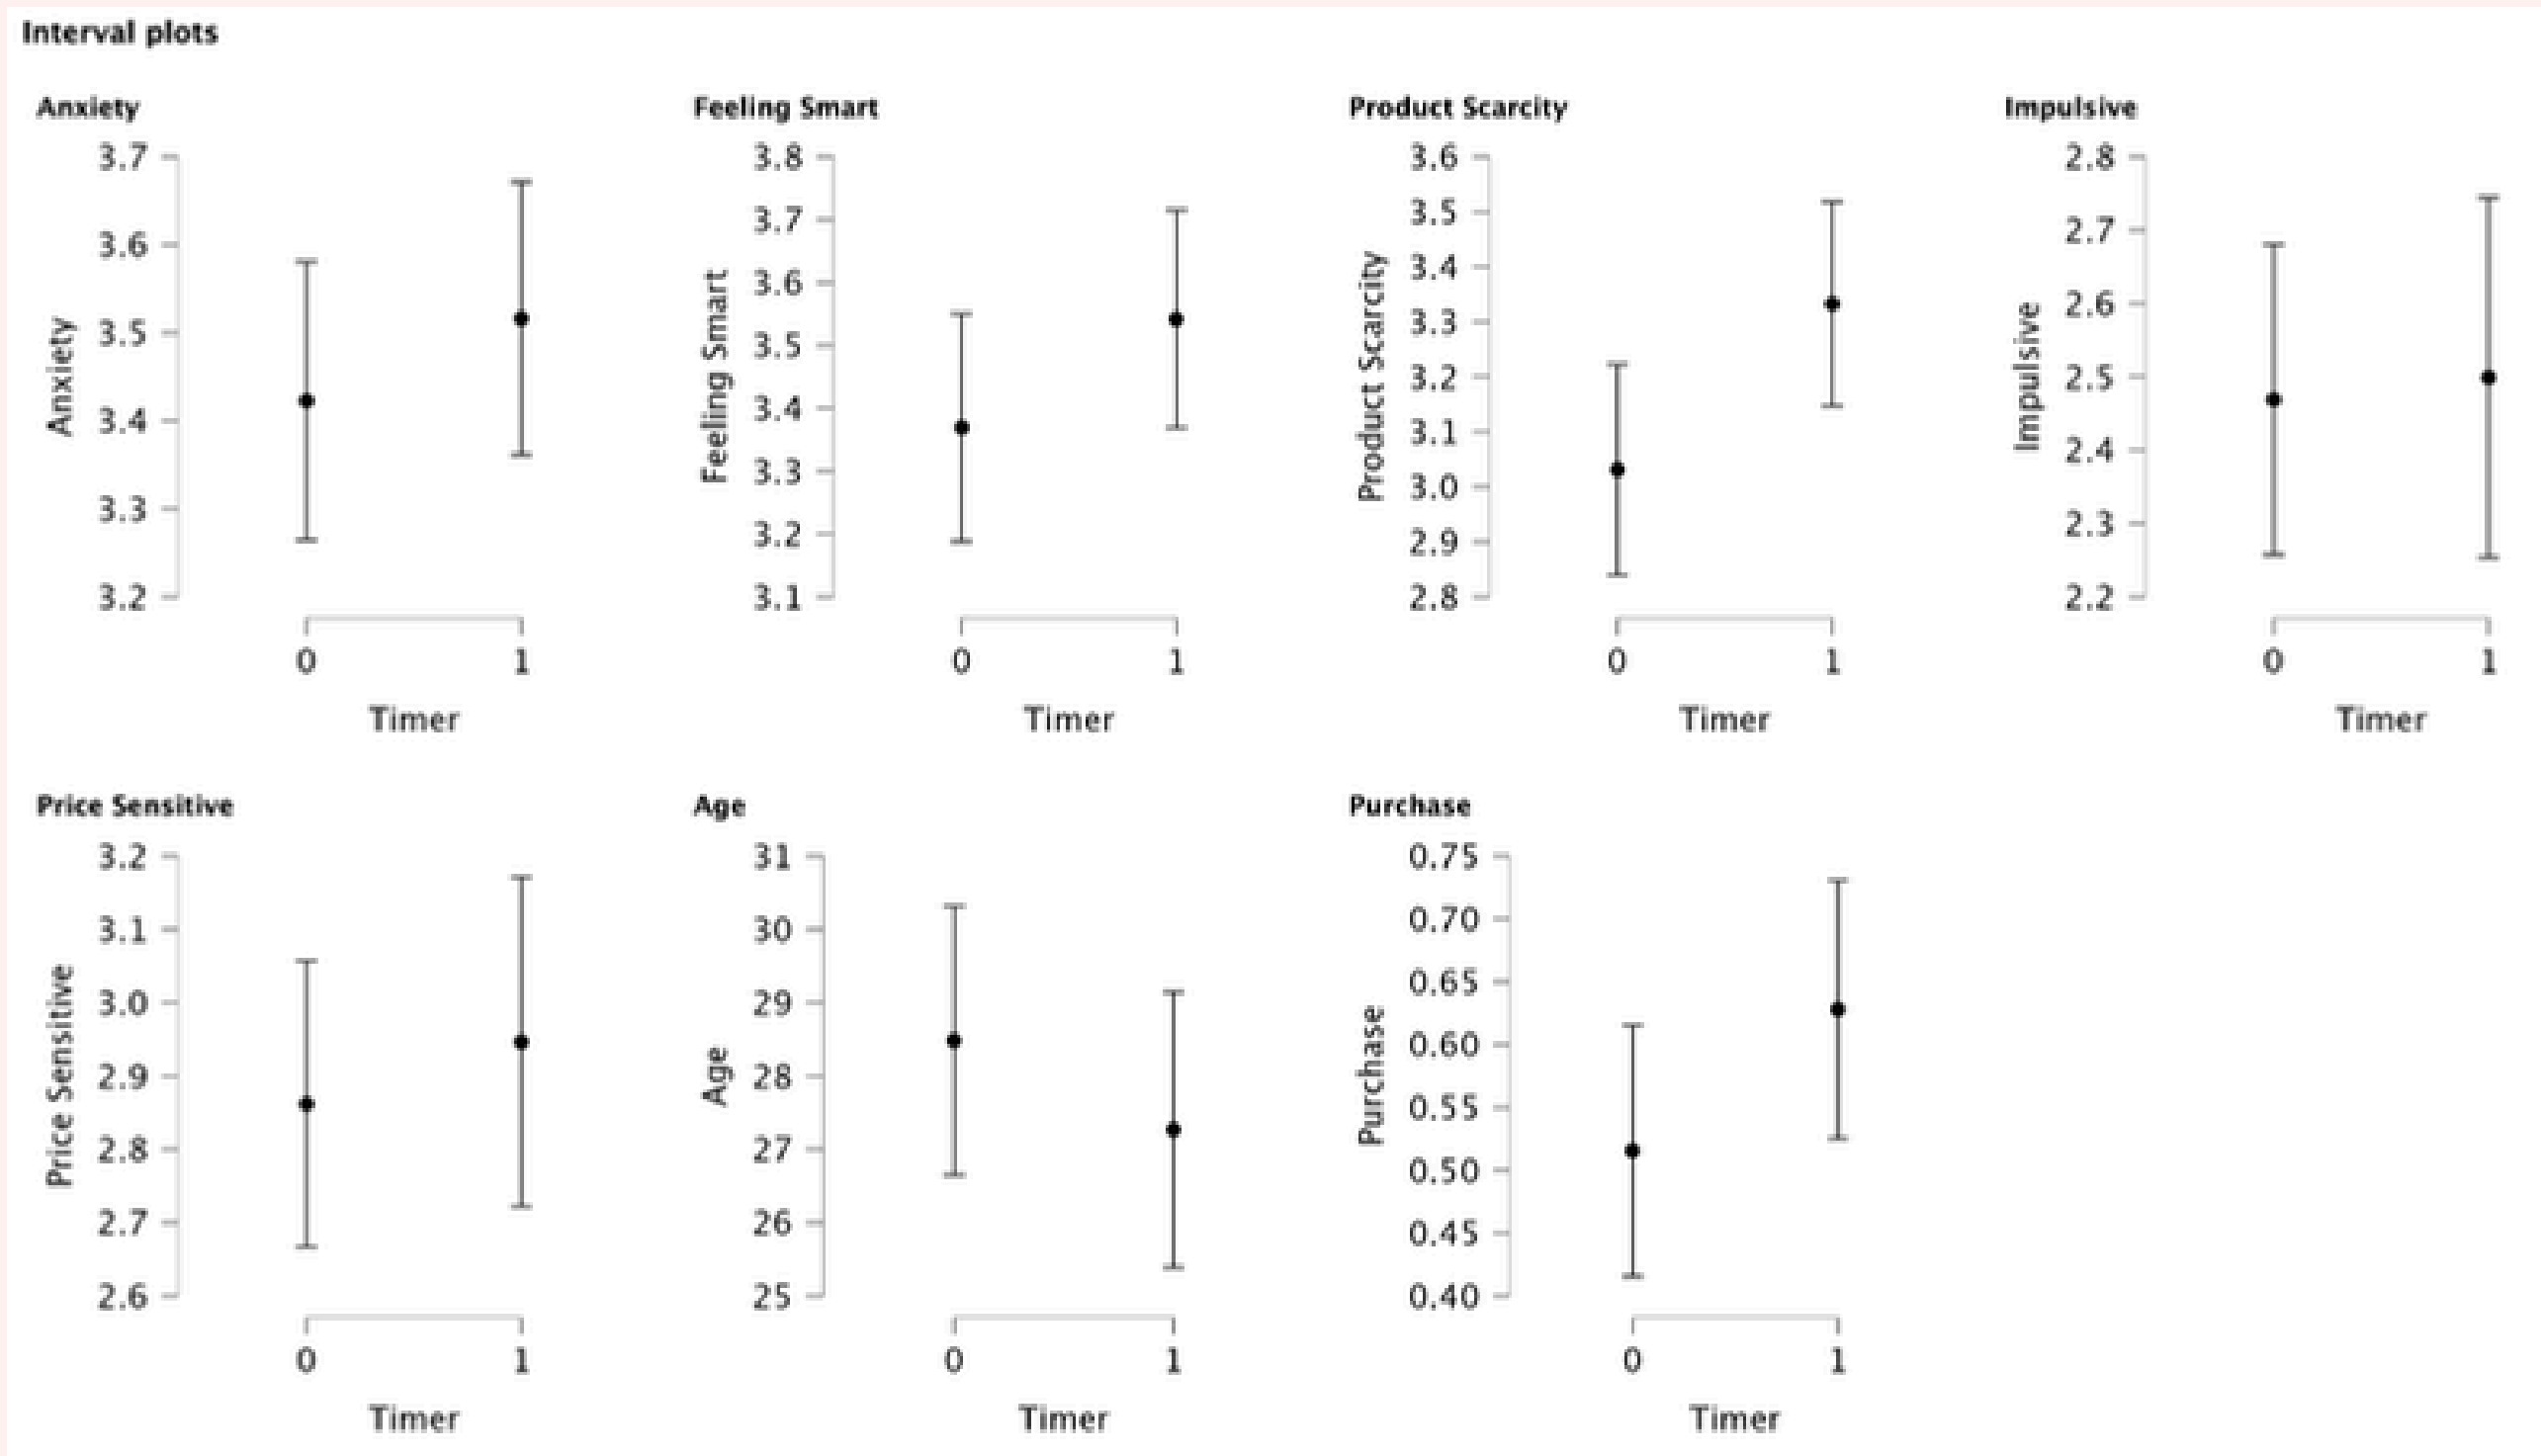 Interval plots
Anxiety
3.7
3.6
3.5
3.4
3.3
3.2
Anxiety
0 1
Timer
Feeling Smart
3.8
3.7
3.6
3.5
3.4
3.3
3.2
3.1
Feeling Smart
0 1
Timer
Product Scarcity
3.6
3.5
3.4
3.3
3.2
3.1
3.0
2.9
2.8
Product Scarcity
0 1
Timer
Impulsive
2.8
2.7
2.6
2.5
2.4
2.3
2.2
Impulsive
0 1
Timer
Price Sensitive
3.2
3.1
3.0
2.9
2.8
2.7
2.6
Price Sensitive
0 1
Timer
Age
31
30
29
28
27
26
25
Age
0 1
Timer
Purchase
0.75
0.70
0.65
0.60
0.55
0.50
0.45
0.40
Purchase
0 1
Timer